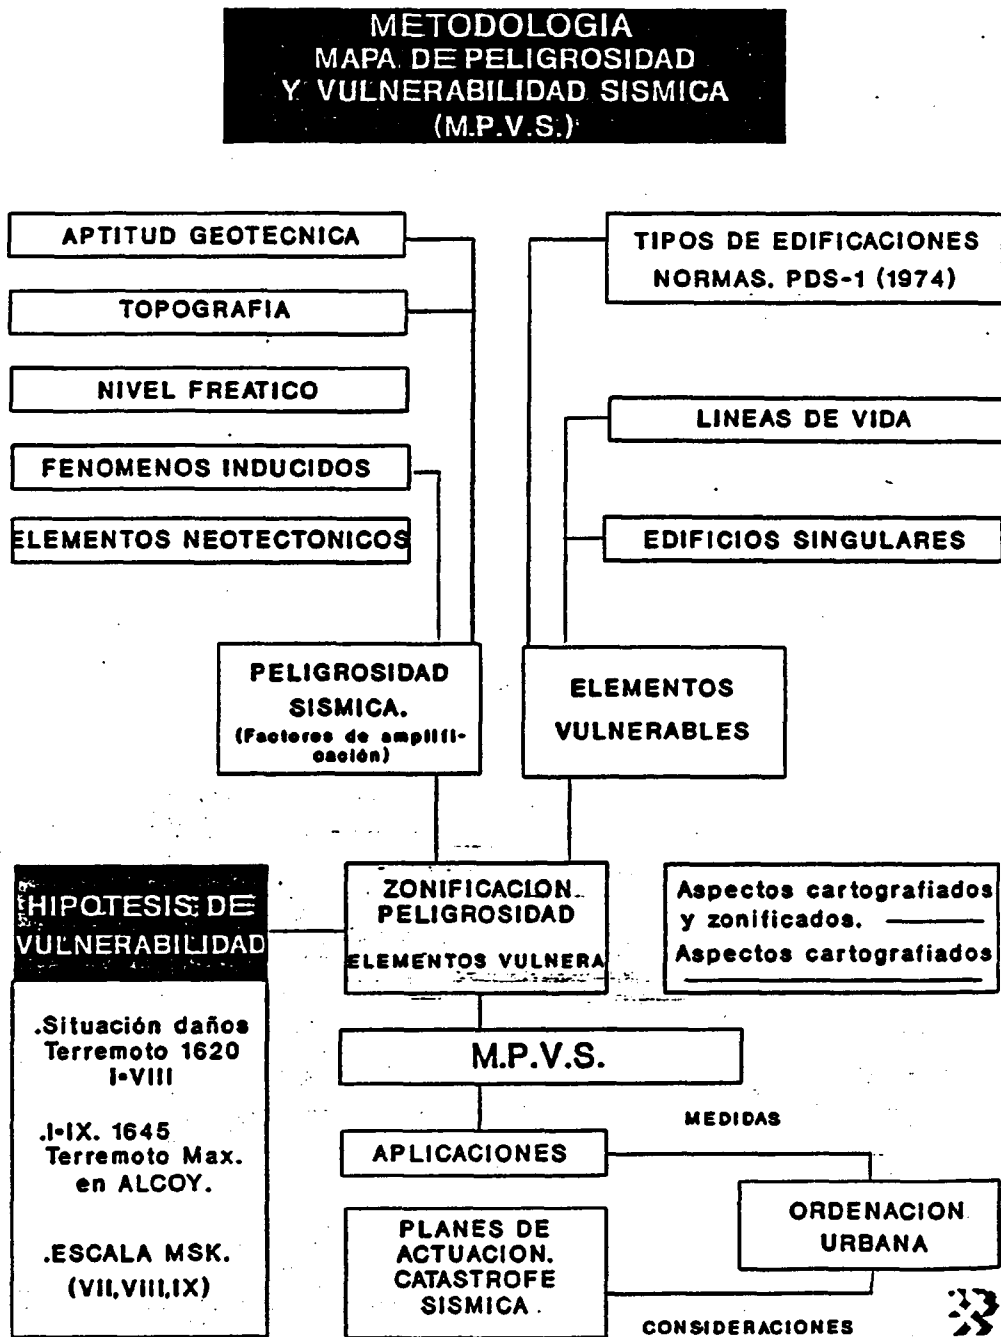 METODOLOGIA
MAPA DE PELIGROSIDAD
Y VULNERABILIDAD SISMICA
(M.P.V.S.)
APTITUD GEOTECNICA
TOPOGRAFIA
NIVEL FREATICO
FENOMENOS INDUCIDOS
ELEMENTOS NEOTECTONICOS
TIPOS DE EDIFICACIONES
NORMAS. PDS-1 (1974)
LINEAS DE VIDA
EDIFICIOS SINGULARES
PELIGROSIDAD
SISMICA.
(Factores de amplifi-
cación)
ELEMENTOS
VULNERABLES
HIPOTESIS DE
VULNERABILIDAD
.Situación daños
Terremoto 1620
I-VIII
.I-IX. 1645
Terremoto Max.
en ALCOY.
.ESCALA MSK.
(VII,VIII,IX)
ZONIFICACION
PELIGROSIDAD
ELEMENTOS VULNERA
Aspectos cartografiados
y zonificados.
Aspectos cartografiados
M.P.V.S.
MEDIDAS
APLICACIONES
ORDENACION
URBANA
PLANES DE
ACTUACION.
CATASTROFE
SISMICA
CONSIDERACIONES